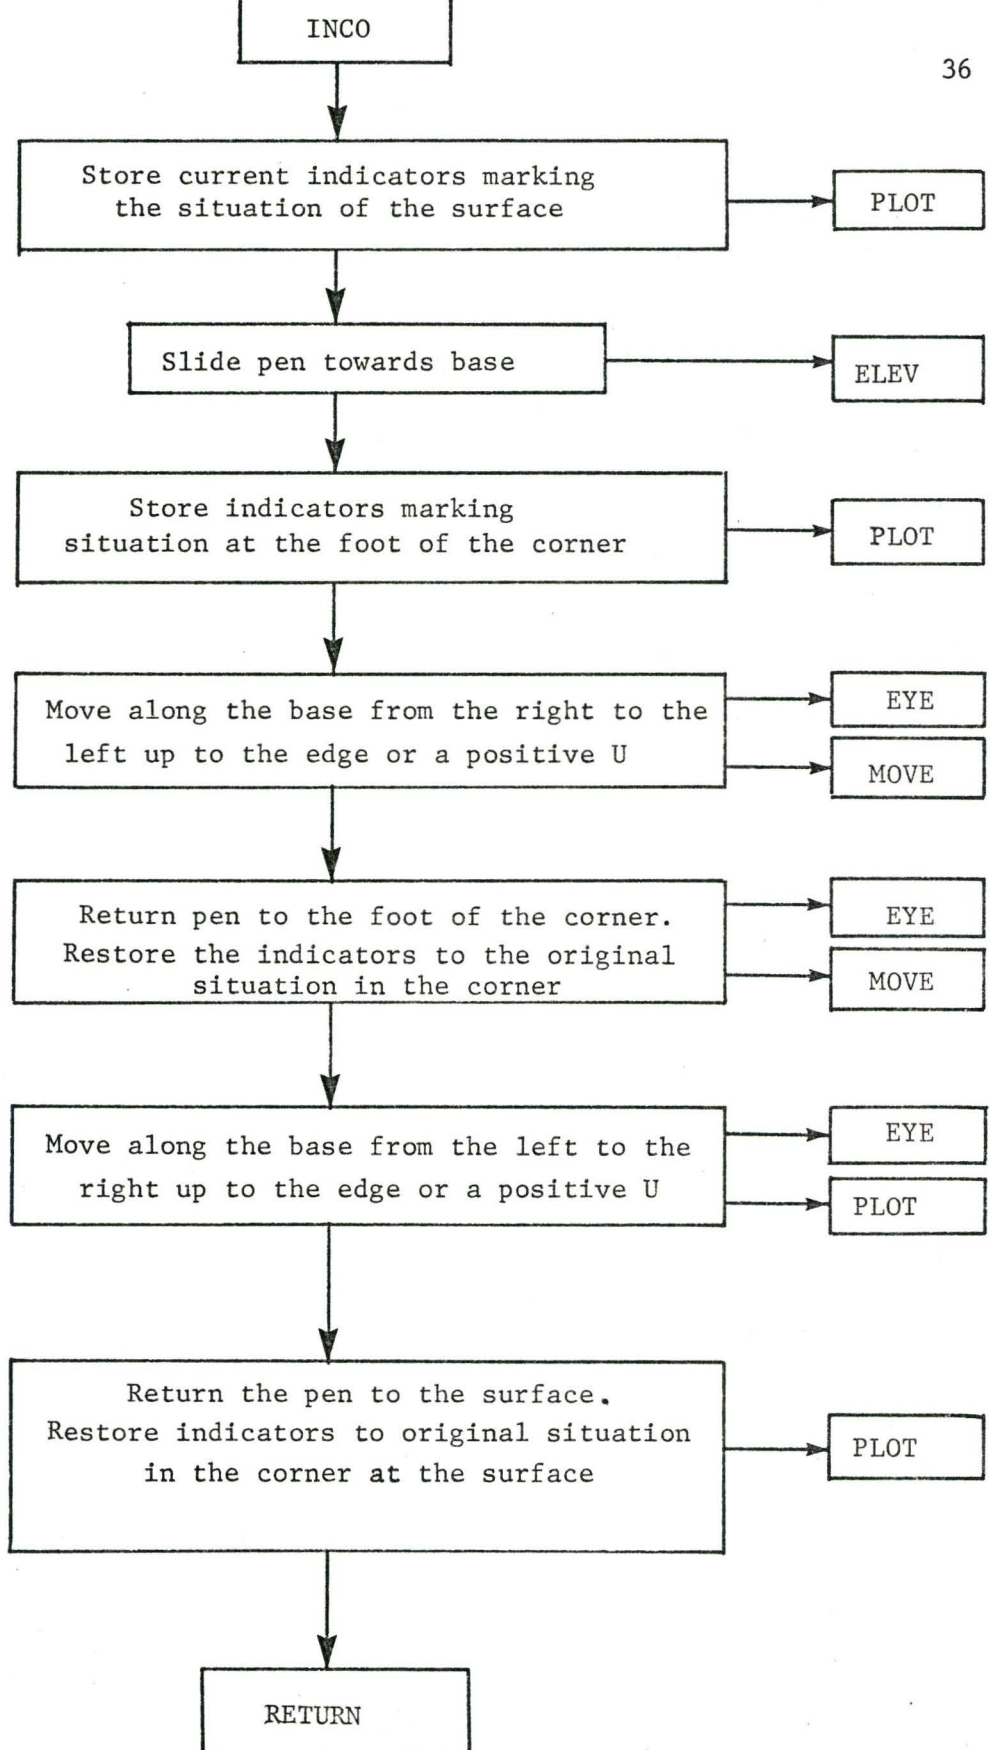 INCO
36
Store current indicators marking
the situation of the surface
PLOT
Slide pen towards base
ELEV
Store indicators marking
situation at the foot of the corner
PLOT
Move along the base from the right to the
left up to the edge or a positive U
EYE
MOVE
Return pen to the foot of the corner.
Restore the indicators to the original
situation in the corner
EYE
MOVE
Move along the base from the left to the
right up to the edge or a positive U
EYE
PLOT
Return the pen to the surface.
Restore indicators to original situation
in the corner at the surface
PLOT
RETURN